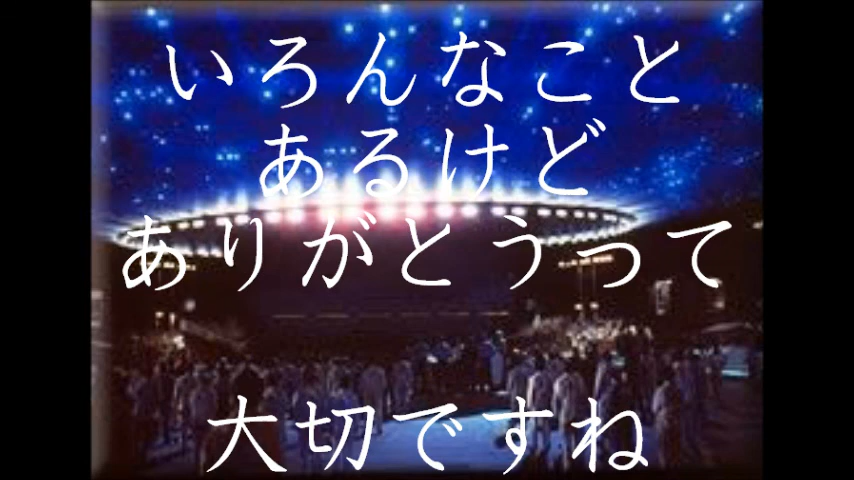 いろんなこと
あるけど
ありがとうって
大切ですね